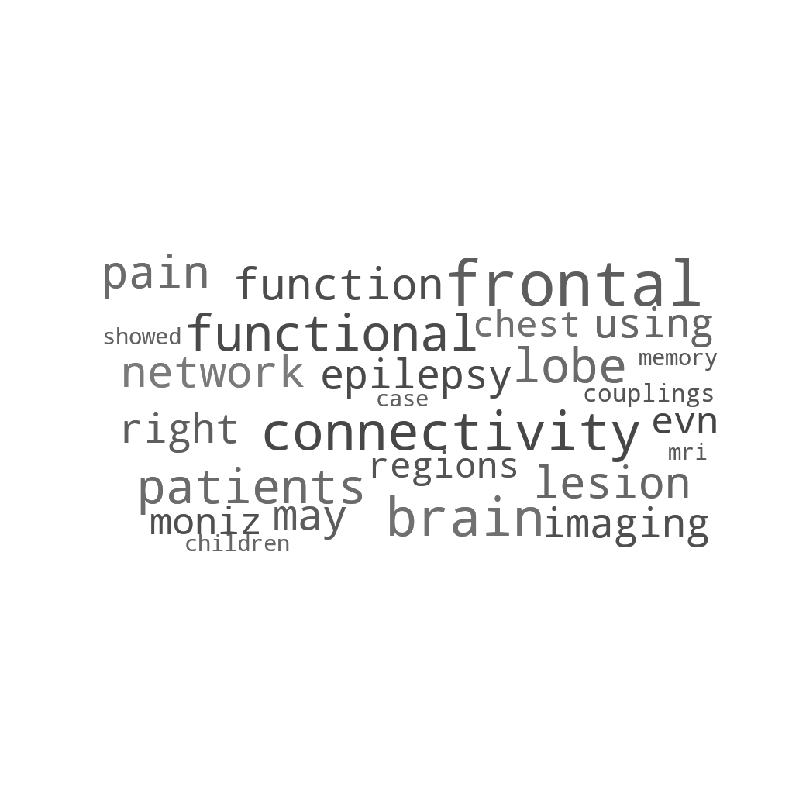 pain function frontal
showed functional chest using
network epilepsy lobe memory
case couplings
right connectivity evn
regions mri
patients lesion
moniz may brain imaging
children